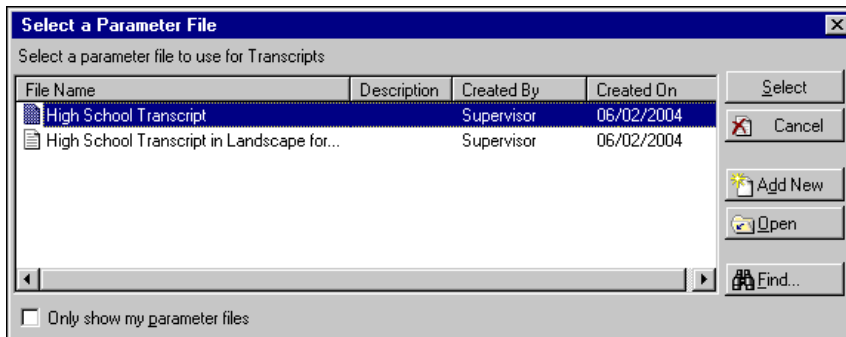 Select a Parameter File
Select a parameter file to use for Transcripts
File Name Description Created By Created On
High School Transcript Supervisor 06/02/2004
High School Transcript in Landscape for... Supervisor 06/02/2004
Select
Cancel
Add New
Open
Find...
Only show my parameter files